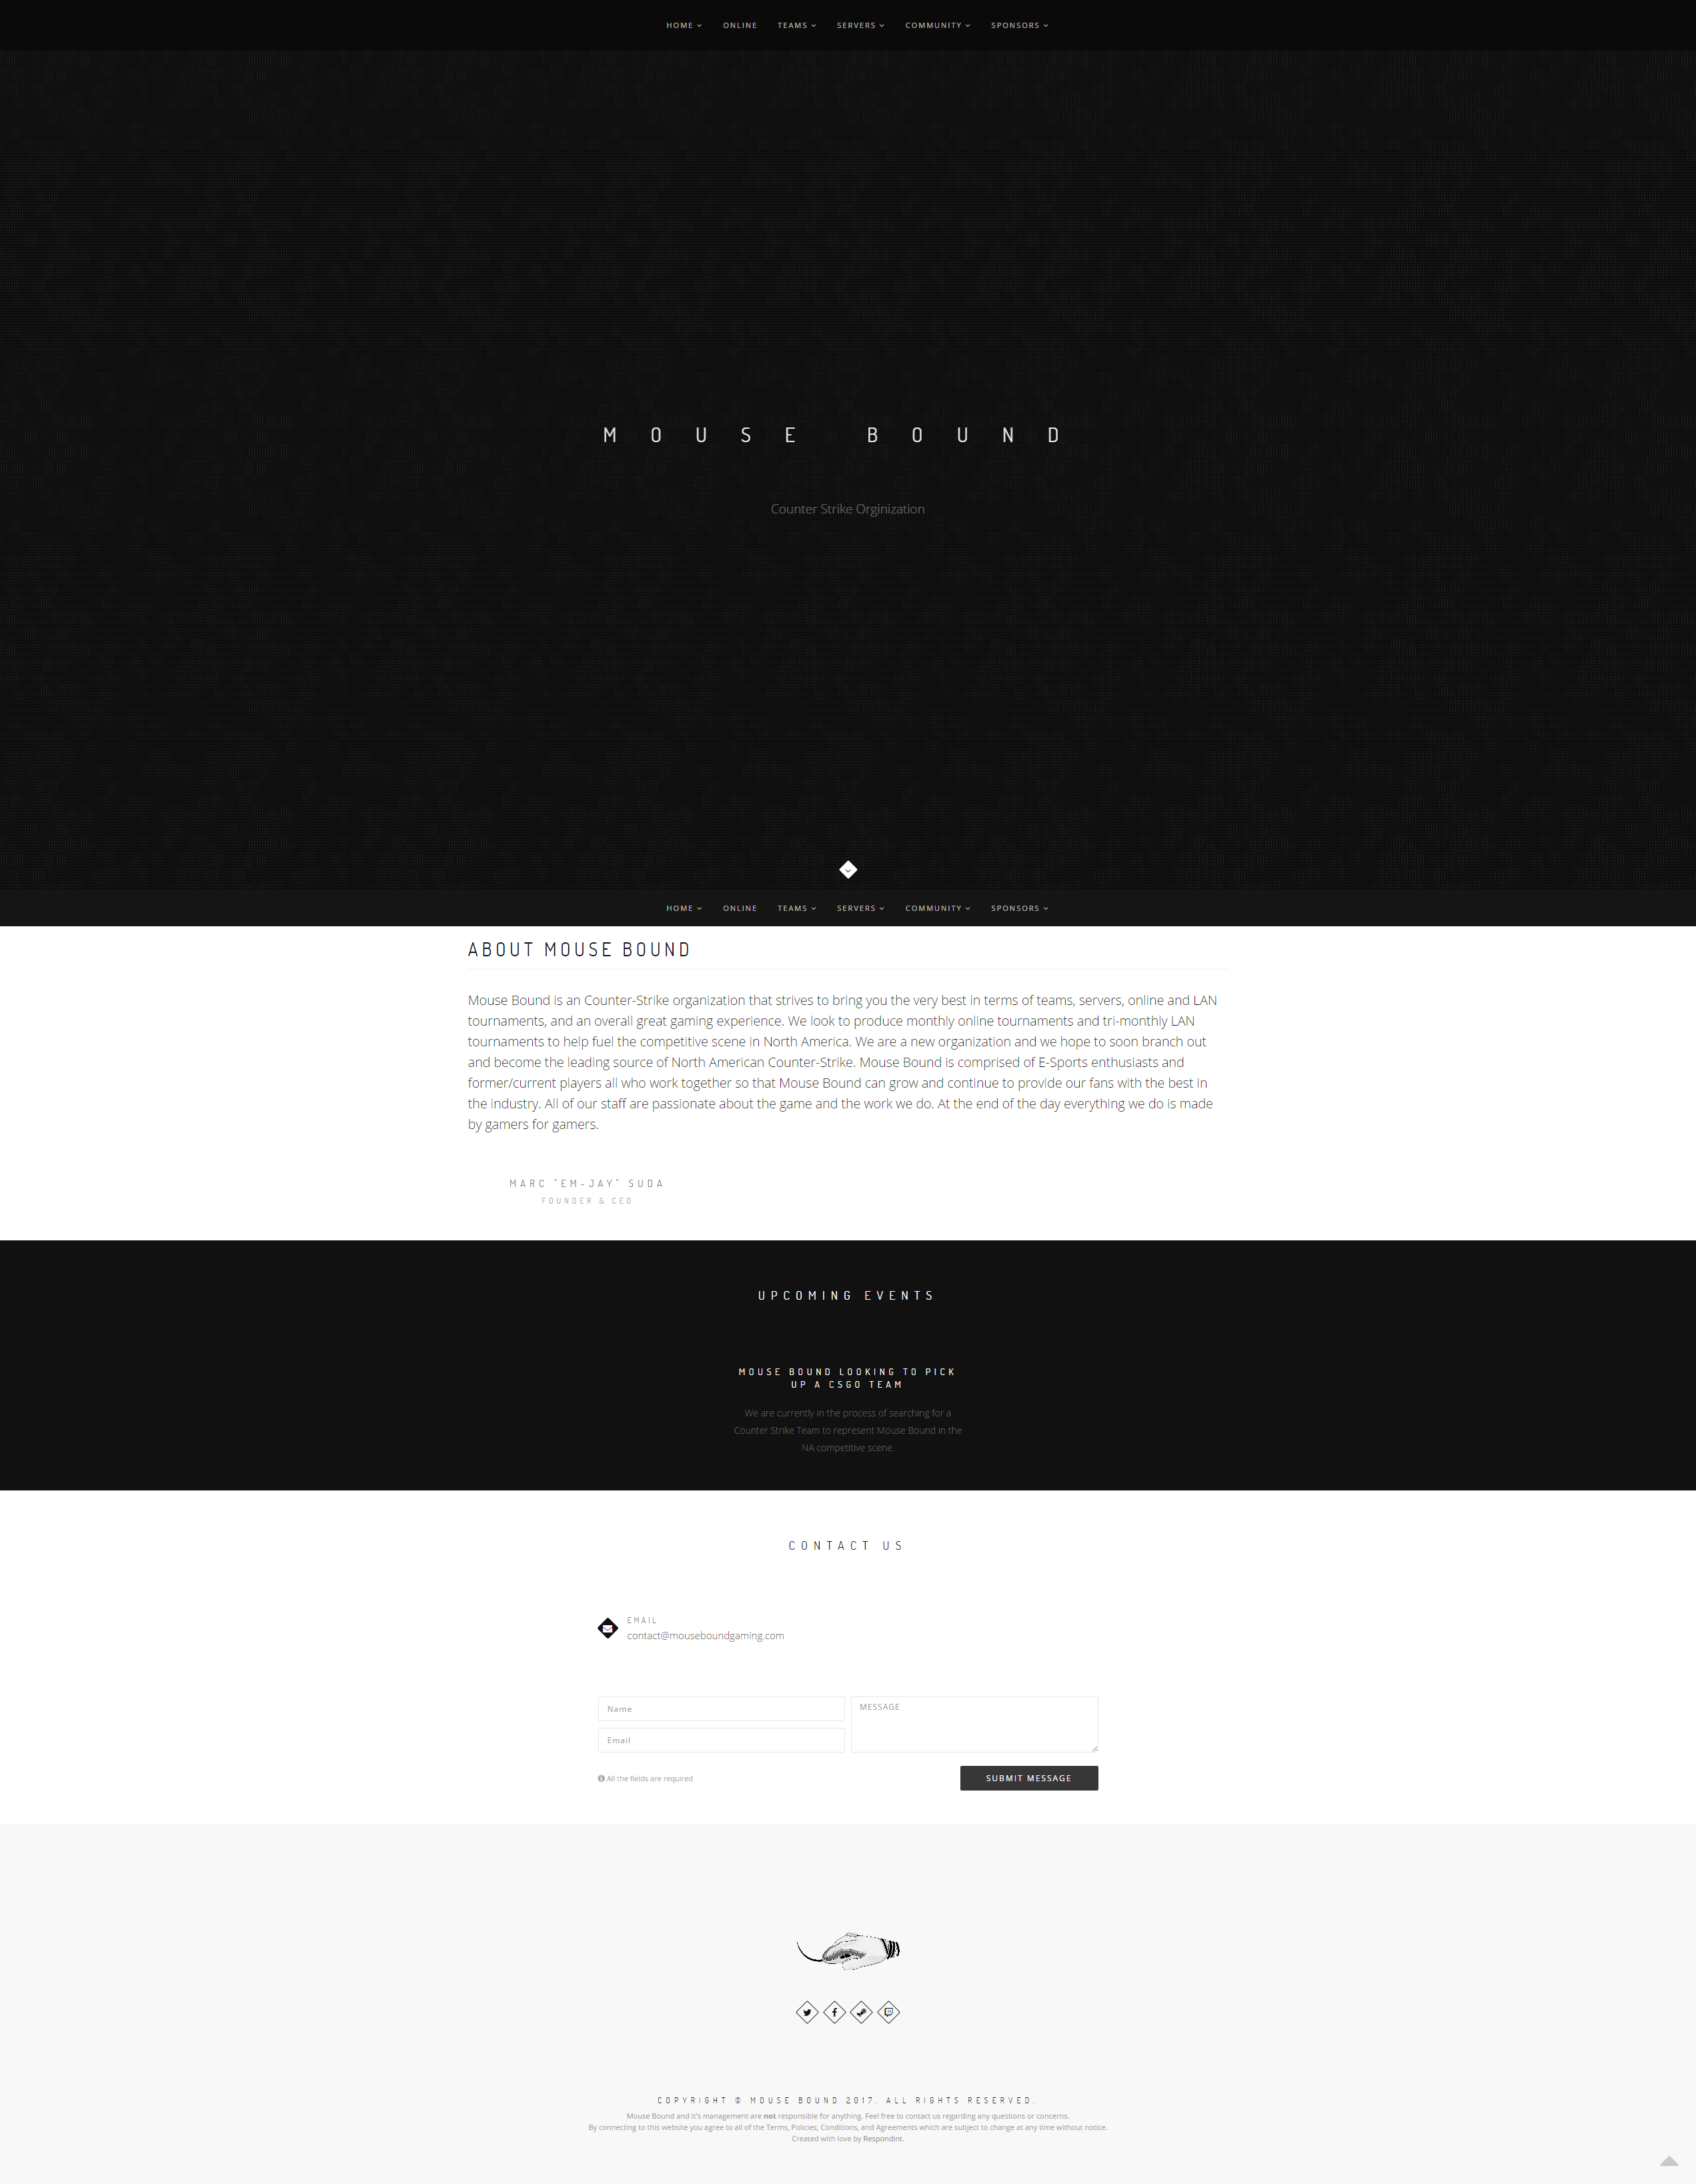 HOME ONLINE TEAMS SERVERS COMMUNITY SPONSORS
MOUSE BOUND
Counter Strike Orginization
HOME ONLINE TEAMS SERVERS COMMUNITY SPONSORS
ABOUT MOUSE BOUND
Mouse Bound is an Counter-Strike organization that strives to bring you the very best in terms of teams, servers, online and LAN
tournaments, and an overall great gaming experience. We look to produce monthly online tournaments and tri-monthly LAN
tournaments to help fuel the competitive scene in North America. We are a new organization and we hope to soon branch out
and become the leading source of North American Counter-Strike. Mouse Bound is comprised of E-Sports enthusiasts and
former/current players all who work together so that Mouse Bound can grow and continue to provide our fans with the best in
the industry. All of our staff are passionate about the game and the work we do. At the end of the day everything we do is made
by gamers for gamers.
MARC "EM-JAY" SUDA
FOUNDER & CEO
UPCOMING EVENTS
MOUSE BOUND LOOKING TO PICK
UP A CSGO TEAM
We are currently in the process of searching for a
Counter Strike Team to represent Mouse Bound in the
NA competitive scene.
CONTACT US
EMAIL
contact@mouseboundgaming.com
Name
Email
MESSAGE
All the fields are required
SUBMIT MESSAGE
COPYRIGHT © MOUSE BOUND 2017. ALL RIGHTS RESERVED.
Mouse Bound and it's management are not responsible for anything. Feel free to contact us regarding any questions or concerns.
By connecting to this website you agree to all of the Terms, Policies, Conditions, and Agreements which are subject to change at any time without notice.
Created with love by Respondint.